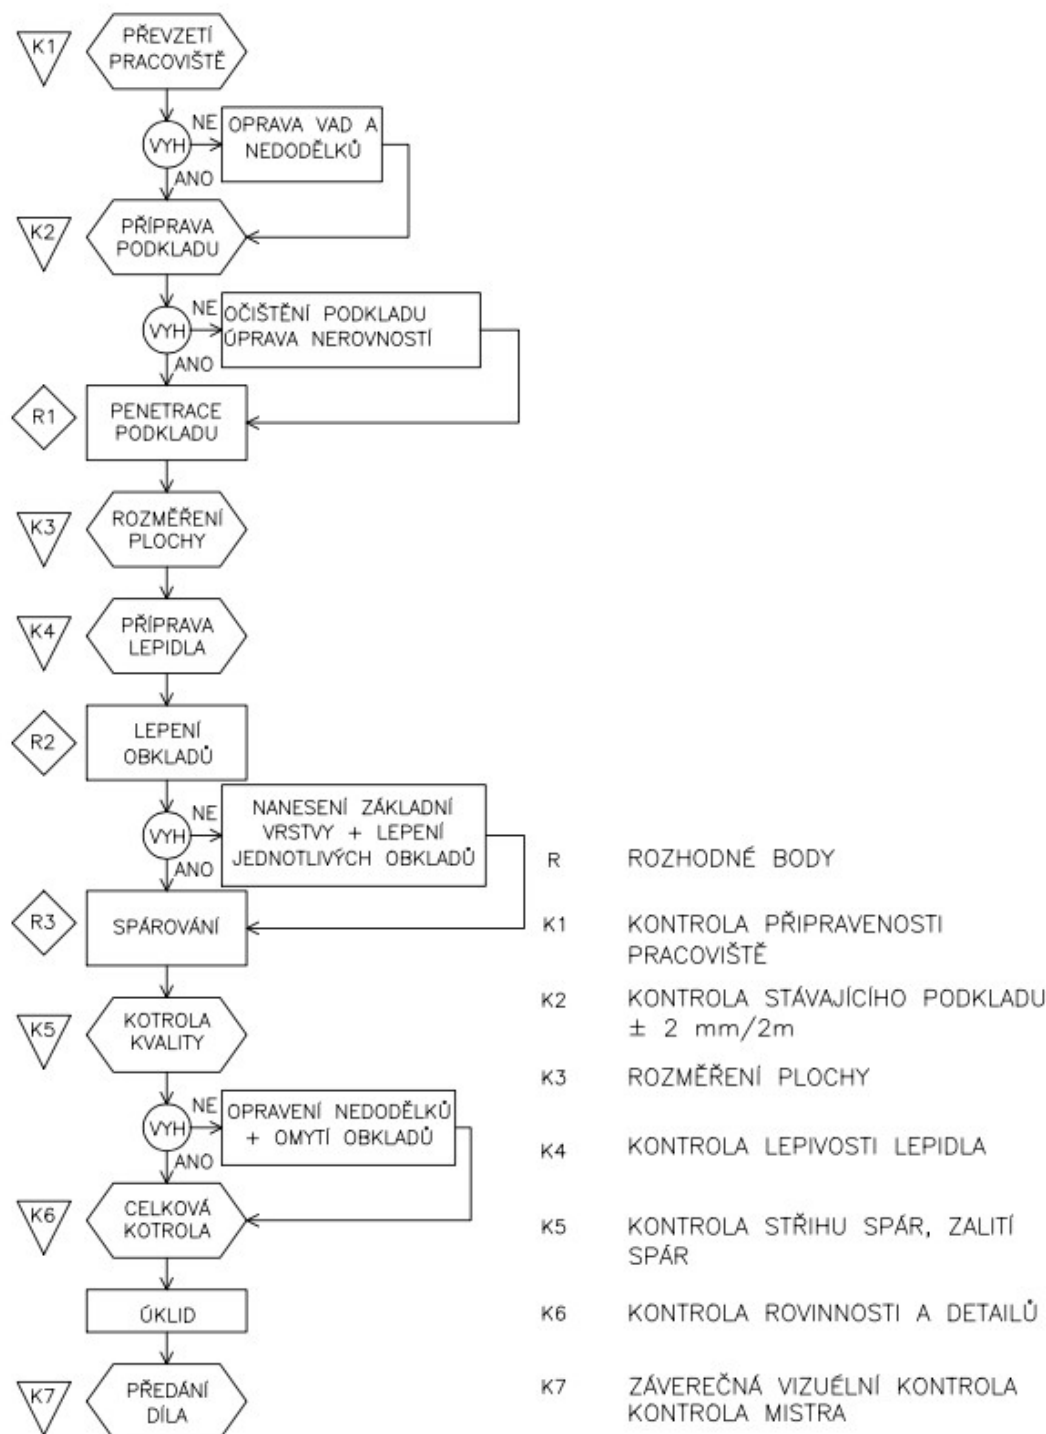 K1
PŘEVZETÍ
PRACOVIŠTĚ
VYH
NE
OPRAVA VAD A
NEDODĚLKŮ
ANO
K2
PŘÍPRAVA
PODKLADU
VYH
NE
OČIŠTĚNÍ PODKLADU
ÚPRAVA NEROVNOSTÍ
ANO
R1
PENETRACE
PODKLADU
K3
ROZMĚŘENÍ
PLOCHY
K4
PŘÍPRAVA
LEPIDLA
R2
LEPENÍ
OBKLADŮ
VYH
NE
NANESENÍ ZÁKLADNÍ
VRSTVY + LEPENÍ
JEDNOTLIVÝCH OBKLADŮ
ANO
R3
SPÁROVÁNÍ
K5
KOTROLA
KVALITY
VYH
NE
OPRAVENÍ NEDODĚLKŮ
+ OMYTÍ OBKLADŮ
ANO
K6
CELKOVÁ
KOTROLA
ÚKLID
K7
PŘEDÁNÍ
DÍLA
R ROZHODNÉ BODY
K1 KONTROLA PŘIPRAVENOSTI
PRACOVIŠTĚ
K2 KONTROLA STÁVAJÍCÍHO PODKLADU
± 2 mm/2m
K3 ROZMĚŘENÍ PLOCHY
K4 KONTROLA LEPIVOSTI LEPIDLA
K5 KONTROLA STŘIHU SPÁR, ZALITÍ
SPÁR
K6 KONTROLA ROVINNOSTI A DETAILŮ
K7 ZÁVEREČNÁ VIZUÉLNÍ KONTROLA
KONTROLA MISTRA